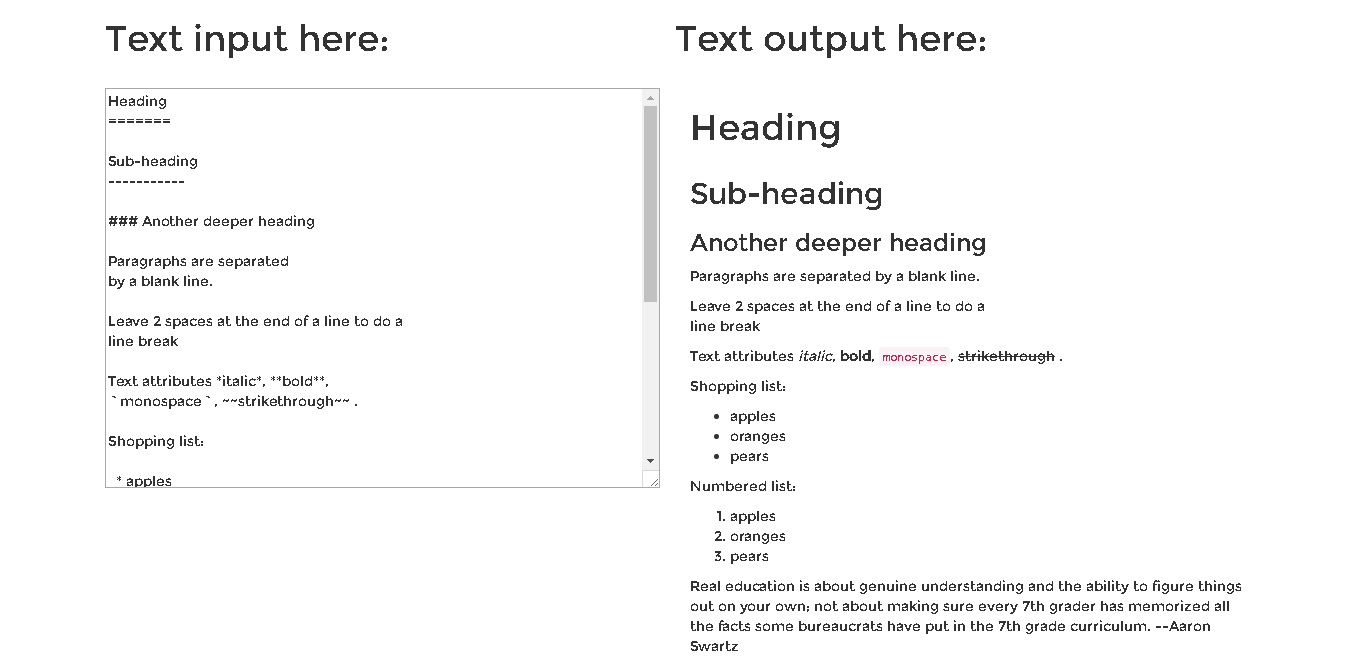 Text input here:
Heading
=======
Sub-heading
-----------
### Another deeper heading
Paragraphs are separated
by a blank line.
Leave 2 spaces at the end of a line to do a
line break
Text attributes *italic*, **bold**,
`monospace`, ~~strikethrough~~ .
Shopping list:
* apples
Text output here:
Heading
Sub-heading
Another deeper heading
Paragraphs are separated by a blank line.
Leave 2 spaces at the end of a line to do a
line break
Text attributes italic, bold, monospace, strikethrough .
Shopping list:
• apples
• oranges
• pears
Numbered list:
1. apples
2. oranges
3. pears
Real education is about genuine understanding and the ability to figure things
out on your own; not about making sure every 7th grader has memorized all
the facts some bureaucrats have put in the 7th grade curriculum. --Aaron
Swartz